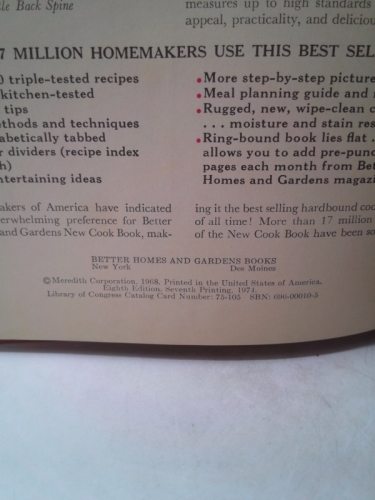 le Back Spine
measures up to high standards
appeal, practicality, and deliciou
7 MILLION HOMEMAKERS USE THIS BEST SEL
) triple-tested recipes
kitchen-tested
tips
thods and techniques
abetically tabbed
r dividers (recipe index
h)
ntertaining ideas
• More step-by-step picture
• Meal planning guide and
• Rugged, new, wipe-clean c
. . . moisture and stain res
• Ring-bound book lies flat .
allows you to add pre-punc
pages each month from Bet
Homes and Gardens magazi
akers of America have indicated
erwhelming preference for Better
and Gardens New Cook Book, mak-
ing it the best selling hardbound coo
of all time! More than 17 million
of the New Cook Book have been so
BETTER HOMES AND GARDENS BOOKS
New York Des Moines
©Meredith Corporation, 1968. Printed in the United States of America.
Eighth Edition. Seventh Printing, 1974.
Library of Congress Catalog Card Number: 75-105 SBN: 696-00010-3